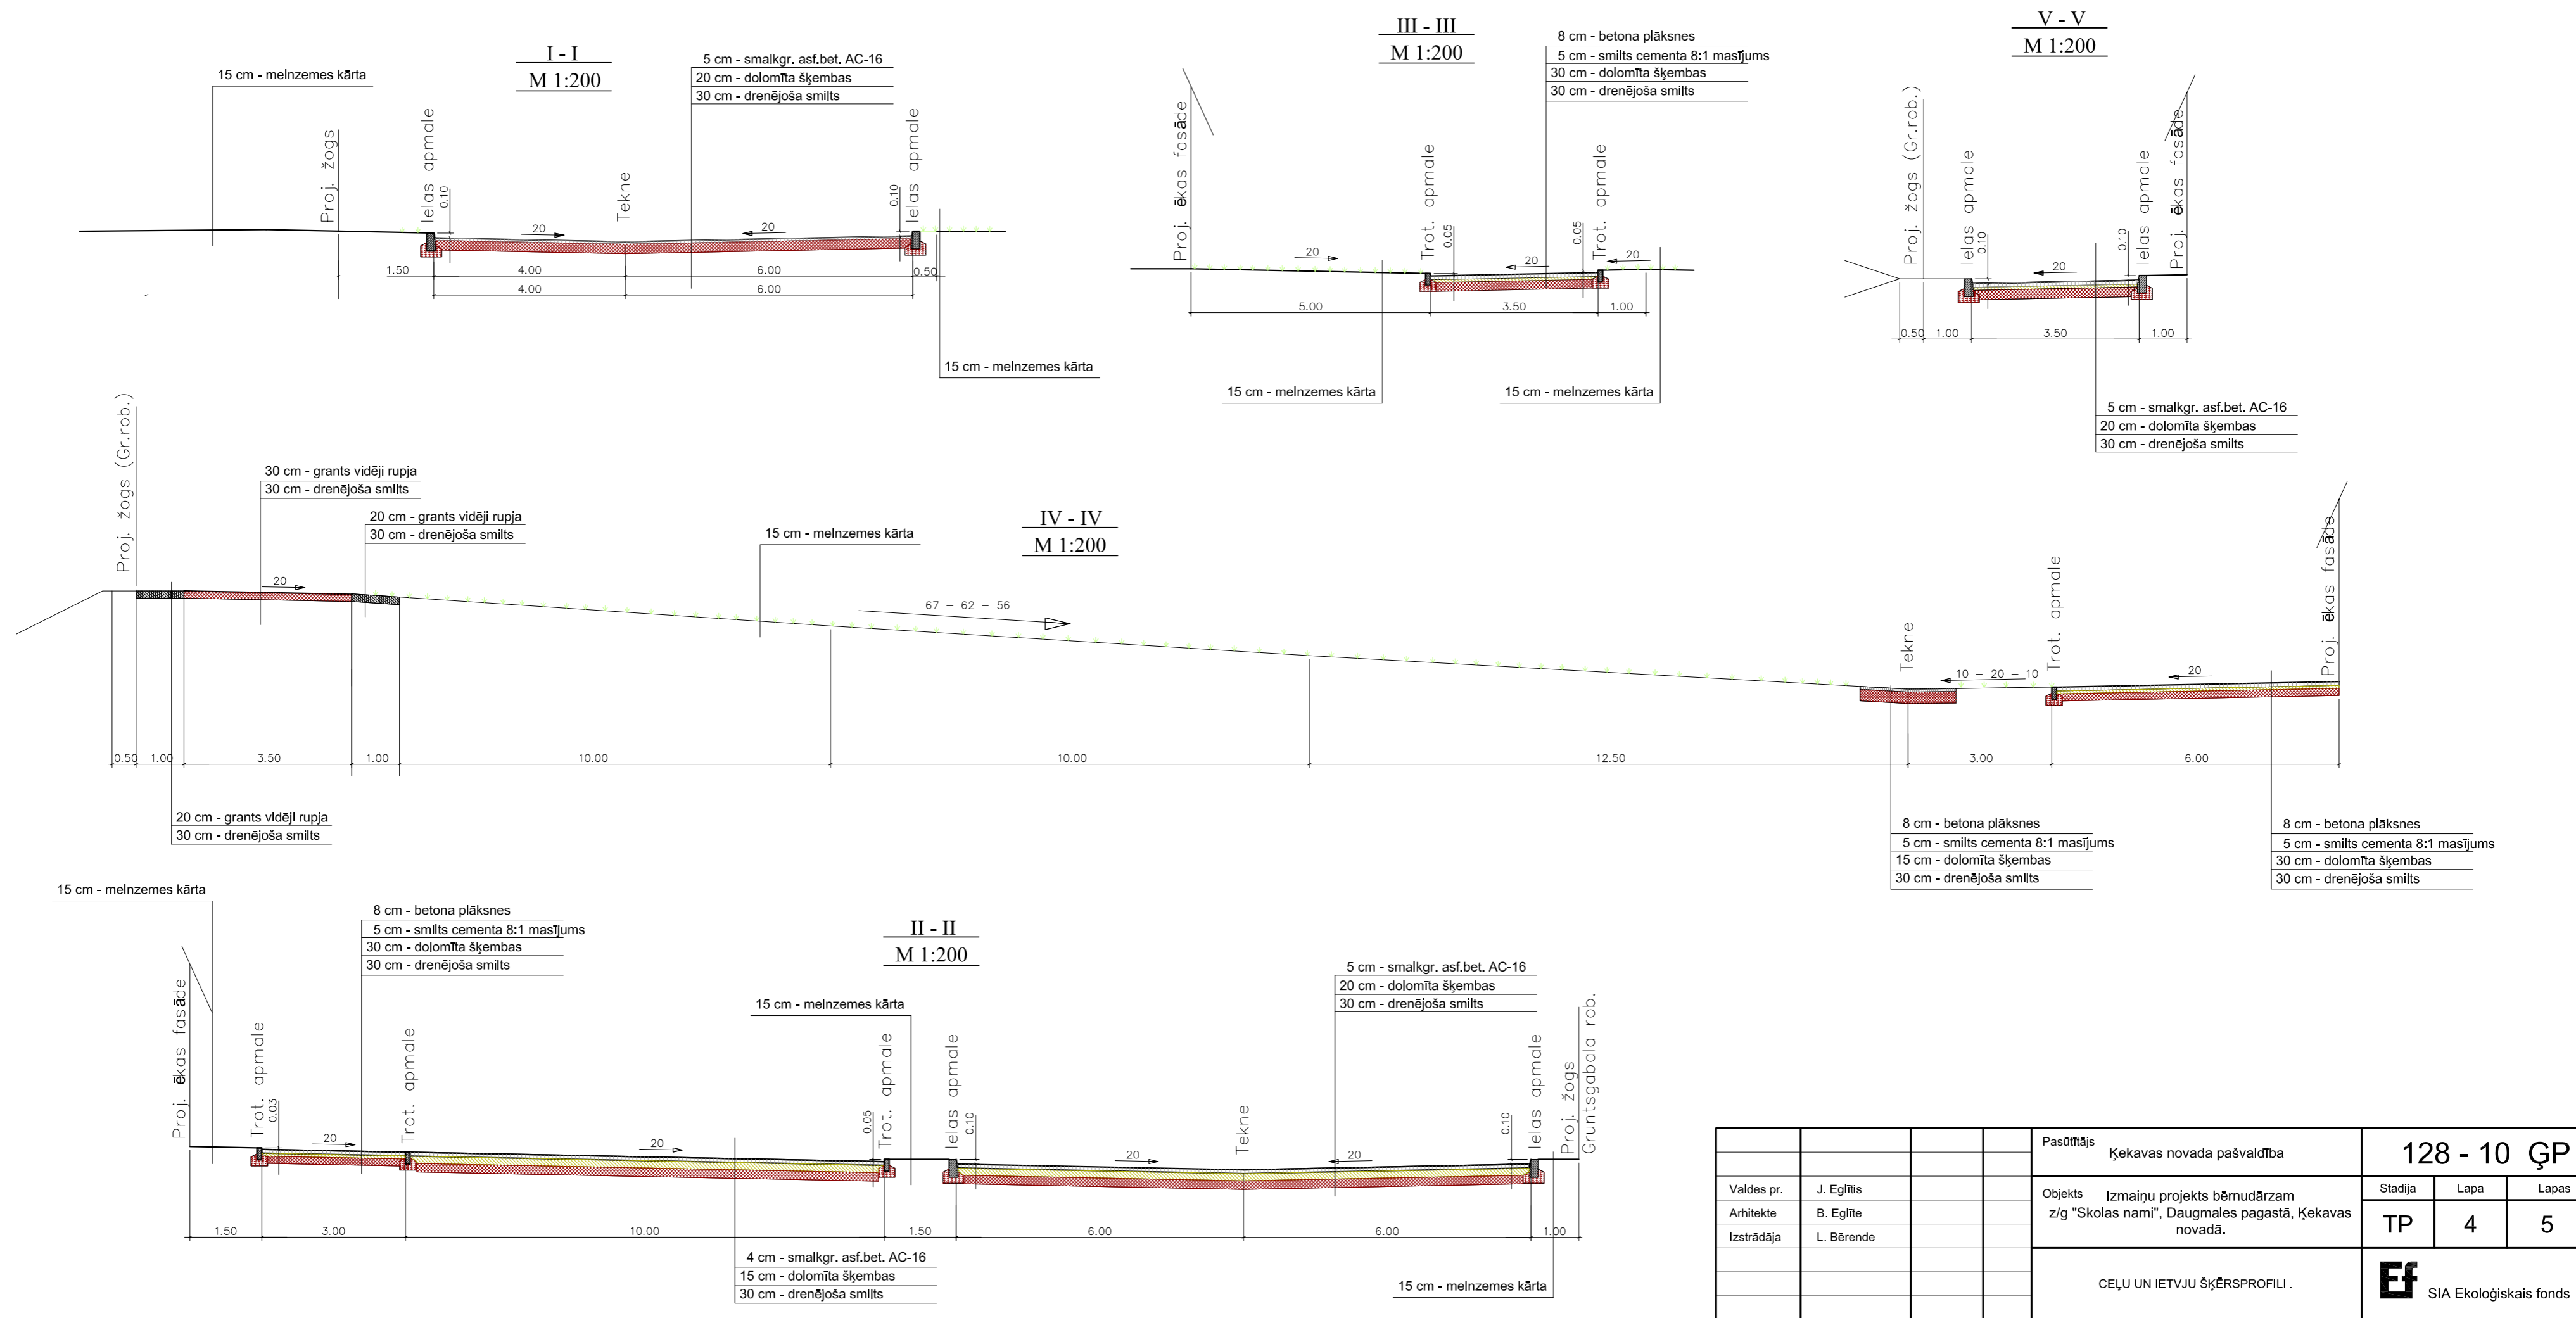 I - I
M 1:200
15 cm - melnzemes kārta
5 cm - smalkgr. asf.bet. AC-16
20 cm - dolomīta šķembas
30 cm - drenējoša smilts
Proj. žogs
Ielas apmale
0.10
Tekne
0.10
Ielas apmale
20
20
1.50
4.00
6.00
0.50
4.00
6.00
15 cm - melnzemes kārta
III - III
M 1:200
8 cm - betona plāksnes
5 cm - smilts cementa 8:1 masījums
30 cm - dolomīta šķembas
30 cm - drenējoša smilts
Proj. ēkas fasāde
Trot. apmale
0.05
0.05
Trot. apmale
20
20
20
5.00
3.50
1.00
15 cm - melnzemes kārta
15 cm - melnzemes kārta
V - V
M 1:200
Proj. žogs (Gr.rob.)
Ielas apmale
0.10
0.10
Ielas apmale
Proj. ēkas fasāde
20
0.50
1.00
3.50
1.00
5 cm - smalkgr. asf.bet. AC-16
20 cm - dolomīta šķembas
30 cm - drenējoša smilts
IV - IV
M 1:200
Proj. žogs (Gr.rob.)
30 cm - grants vidēji rupja
30 cm - drenējoša smilts
20 cm - grants vidēji rupja
30 cm - drenējoša smilts
15 cm - melnzemes kārta
20
67 - 62 - 56
Tekne
10 - 20 - 10
Trot. apmale
20
Proj. ēkas fasāde
0.50
1.00
3.50
1.00
10.00
10.00
12.50
3.00
6.00
20 cm - grants vidēji rupja
30 cm - drenējoša smilts
8 cm - betona plāksnes
5 cm - smilts cementa 8:1 masījums
15 cm - dolomīta šķembas
30 cm - drenējoša smilts
8 cm - betona plāksnes
5 cm - smilts cementa 8:1 masījums
30 cm - dolomīta šķembas
30 cm - drenējoša smilts
II - II
M 1:200
15 cm - melnzemes kārta
8 cm - betona plāksnes
5 cm - smilts cementa 8:1 masījums
30 cm - dolomīta šķembas
30 cm - drenējoša smilts
15 cm - melnzemes kārta
5 cm - smalkgr. asf.bet. AC-16
20 cm - dolomīta šķembas
30 cm - drenējoša smilts
Proj. ēkas fasāde
Trot. apmale
0.03
20
Trot. apmale
20
0.05
Trot. apmale
Ielas apmale
0.10
20
Tekne
20
0.10
Ielas apmale
Proj. žogs
Gruntsgabala rob.
1.50
3.00
10.00
1.50
6.00
6.00
1.00
4 cm - smalkgr. asf.bet. AC-16
15 cm - dolomīta šķembas
30 cm - drenējoša smilts
15 cm - melnzemes kārta
Pasūtītājs
Ķekavas novada pašvaldība
128 - 10 ĢP
Valdes pr. J. Eglītis
Arhitekte B. Eglīte
Izstrādāja L. Bērende
Objekts Izmaiņu projekts bērnudārzam
z/g "Skolas nami", Daugmales pagastā, Ķekavas
novadā.
Stadija Lapa Lapas
TP 4 5
CEĻU UN IETVJU ŠĶĒRSPROFILI .
Ef SIA Ekoloģiskais fonds